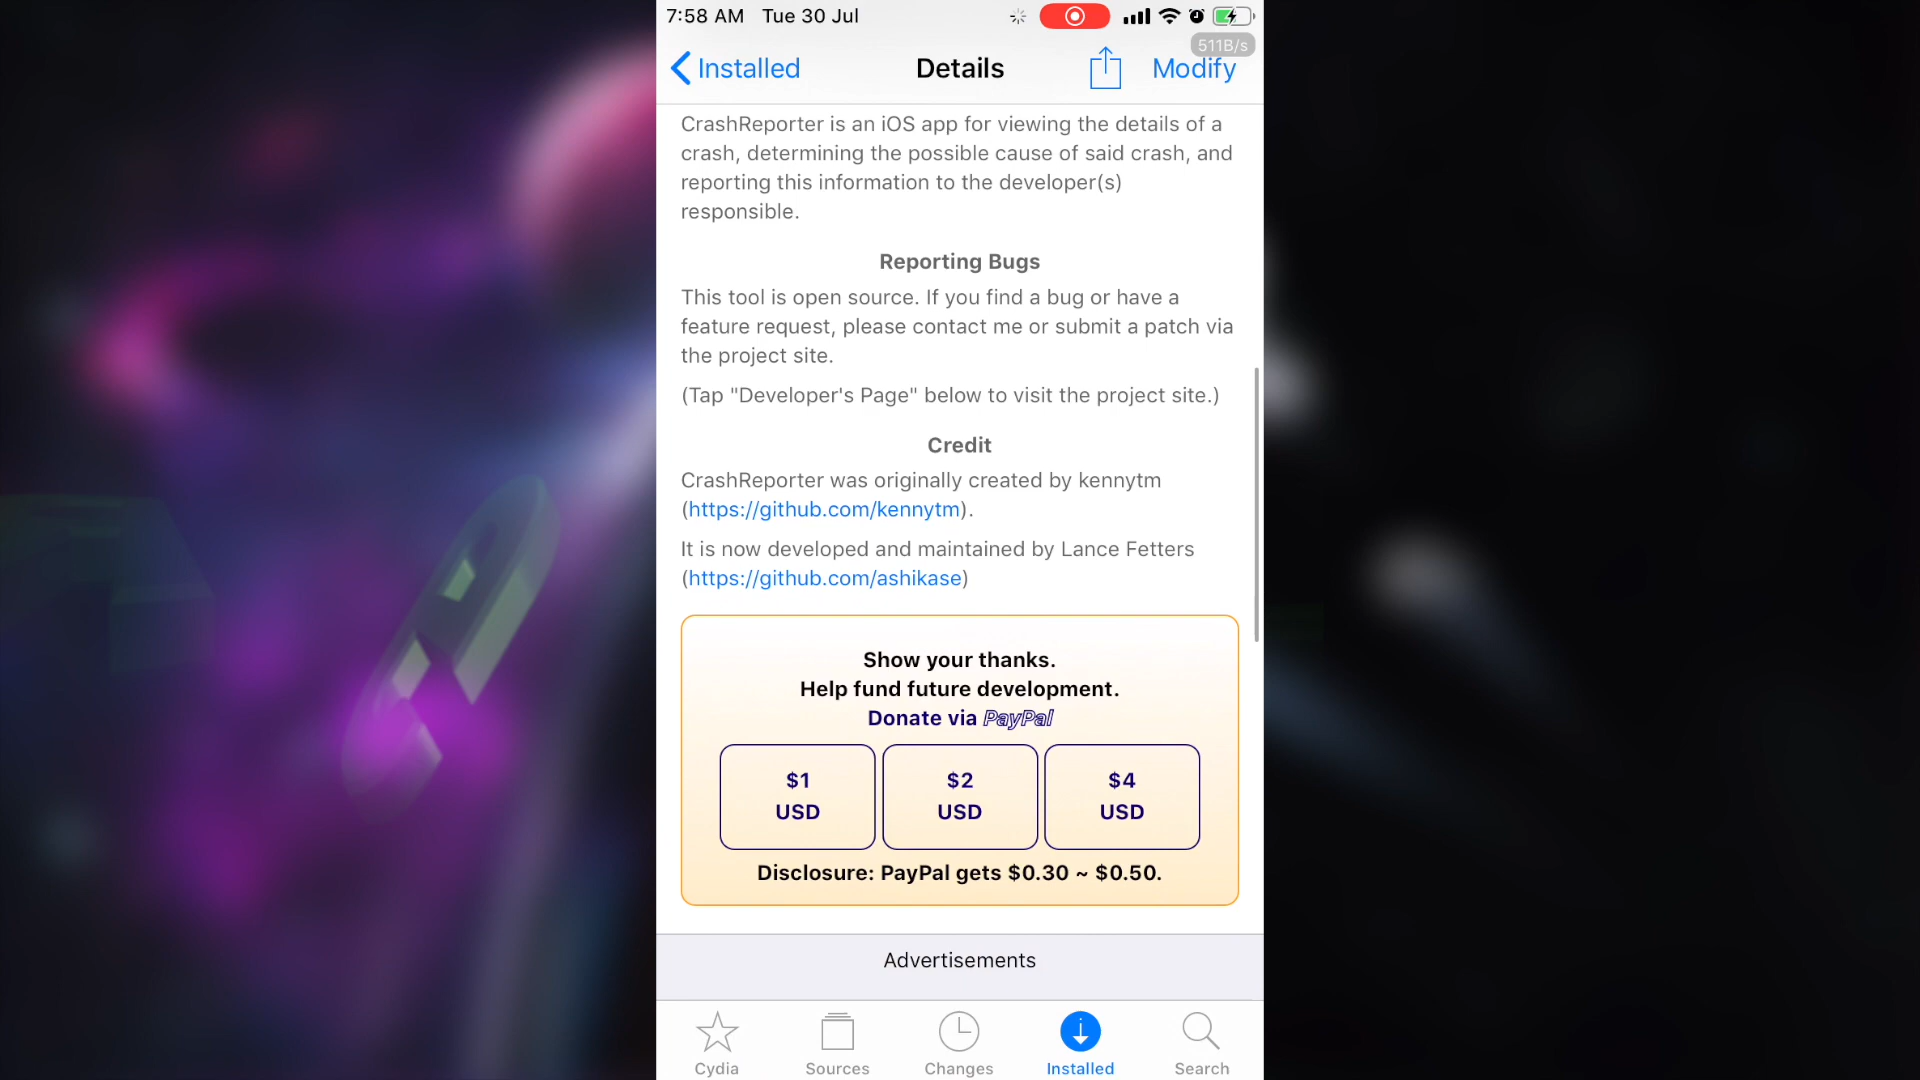 7:58 AM Tue 30 Jul
511B/s
Installed Details Modify
CrashReporter is an iOS app for viewing the details of a
crash, determining the possible cause of said crash, and
reporting this information to the developer(s)
responsible.
Reporting Bugs
This tool is open source. If you find a bug or have a
feature request, please contact me or submit a patch via
the project site.
(Tap "Developer's Page" below to visit the project site.)
Credit
CrashReporter was originally created by kennytm
(https://github.com/kennytm).
It is now developed and maintained by Lance Fetters
(https://github.com/ashikase)
Show your thanks.
Help fund future development.
Donate via PayPal
$1 USD
$2 USD
$4 USD
Disclosure: PayPal gets $0.30 ~ $0.50.
Advertisements
Cydia Sources Changes Installed Search